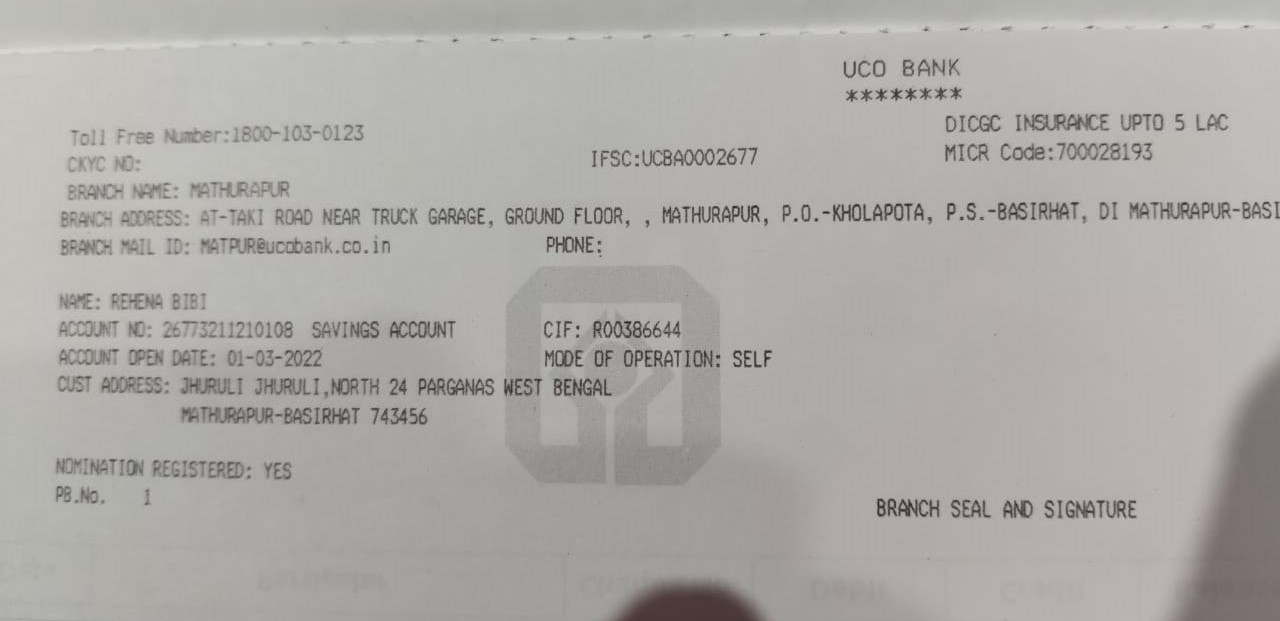 UCO BANK
********
DICGC INSURANCE UPTO 5 LAC
Toll Free Number:1800-103-0123
CKYC NO: IFSC:UCBA0002677 MICR Code:700028193
BRANCH NAME: MATHURAPUR
BRANCH ADDRESS: AT-TAKI ROAD NEAR TRUCK GARAGE, GROUND FLOOR, , MATHURAPUR, P.O.-KHOLAPOTA, P.S.-BASIRHAT, DI MATHURAPUR-BASI
BRANCH MAIL ID: MATPUR@ucobank.co.in PHONE:
NAME: REHENA BIBI
ACCOUNT NO: 26773211210108 SAVINGS ACCOUNT CIF: R00386644
ACCOUNT OPEN DATE: 01-03-2022 MODE OF OPERATION: SELF
CUST ADDRESS: JHURULI JHURULI,NORTH 24 PARGANAS WEST BENGAL
MATHURAPUR-BASIRHAT 743456
NOMINATION REGISTERED: YES
PB.No. 1
BRANCH SEAL AND SIGNATURE